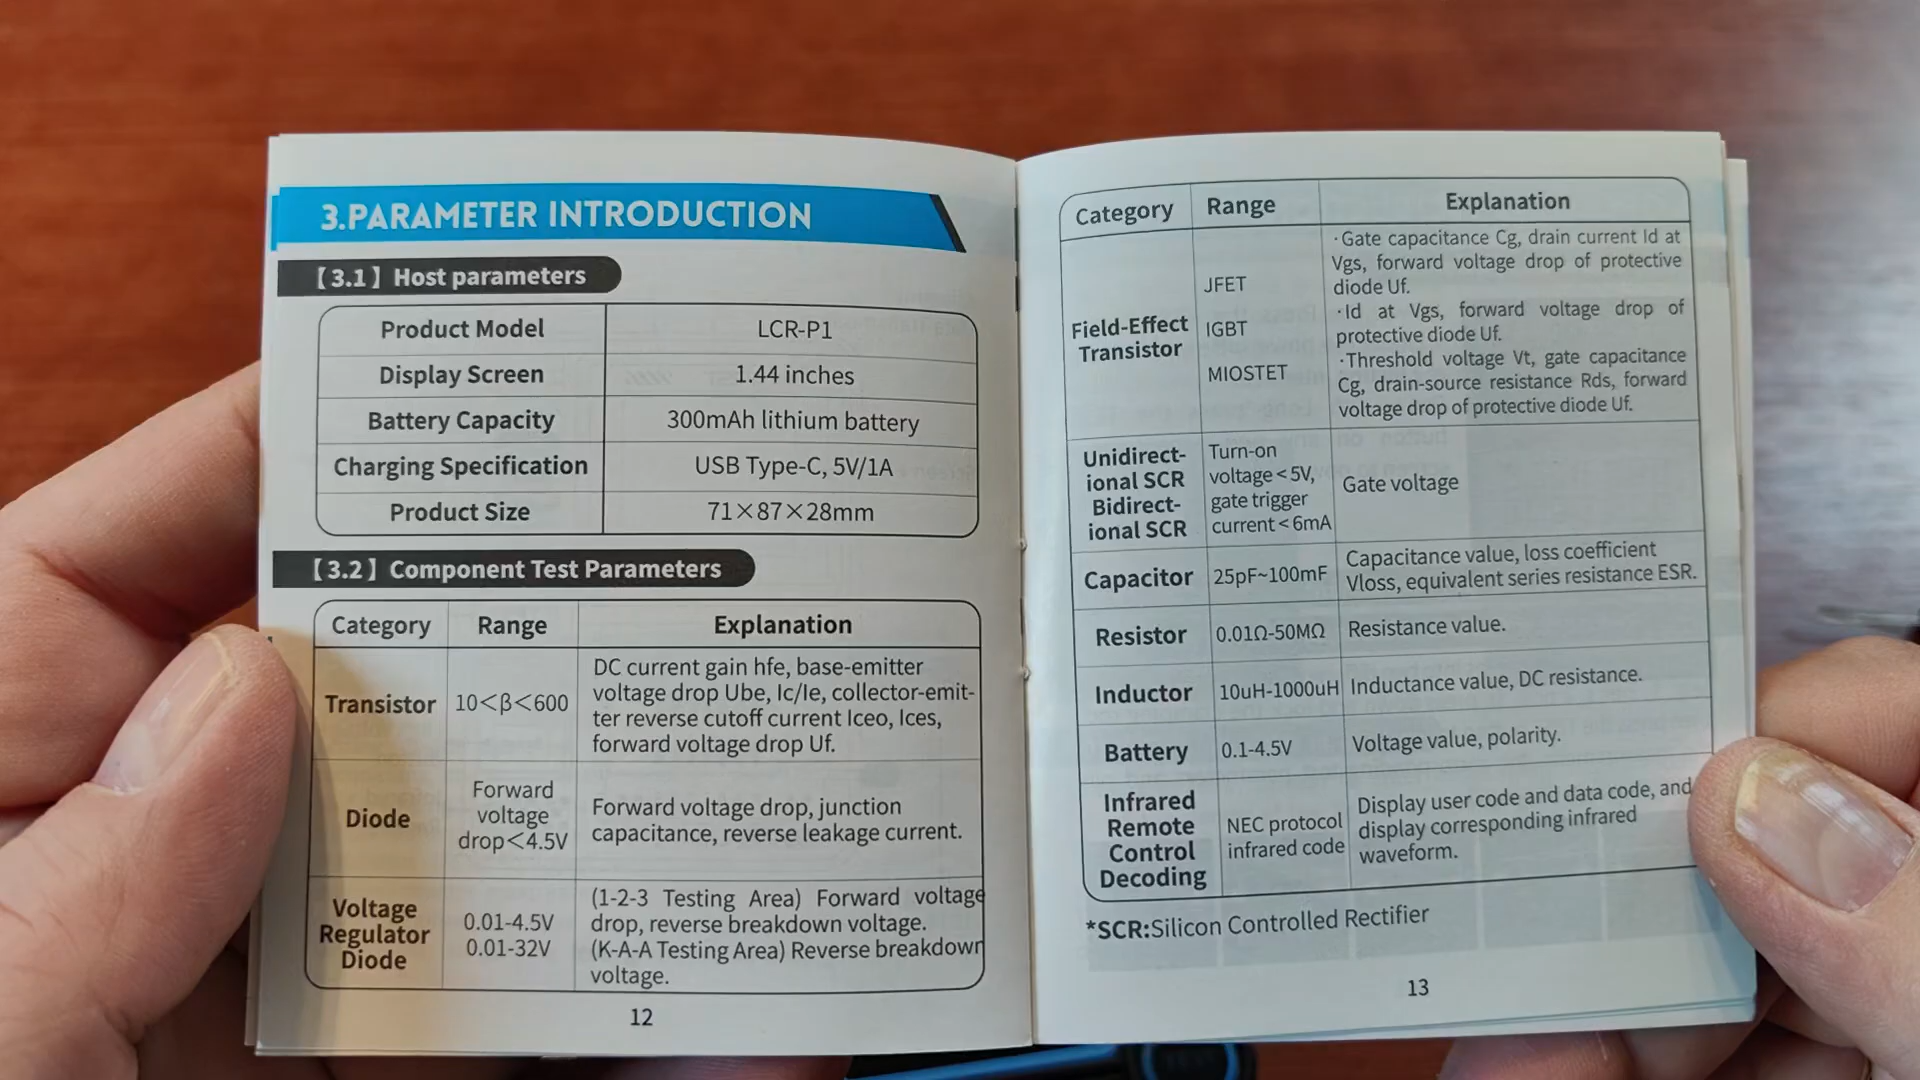 3.PARAMETER INTRODUCTION
【3.1】Host parameters
Product Model LCR-P1
Display Screen 1.44 inches
Battery Capacity 300mAh lithium battery
Charging Specification USB Type-C, 5V/1A
Product Size 71×87×28mm
【3.2】Component Test Parameters
Category Range Explanation
Transistor 10<β<600
DC current gain hfe, base-emitter
voltage drop Ube, Ic/Ie, collector-emit-
ter reverse cutoff current Iceo, Ices,
forward voltage drop Uf.
Diode
Forward
voltage
drop<4.5V
Forward voltage drop, junction
capacitance, reverse leakage current.
Voltage
Regulator
Diode
0.01-4.5V
0.01-32V
(1-2-3 Testing Area) Forward voltage
drop, reverse breakdown voltage.
(K-A-A Testing Area) Reverse breakdown
voltage.
12
Category Range Explanation
Field-Effect
Transistor
JFET
IGBT
MIOSTET
·Gate capacitance Cg, drain current Id at
Vgs, forward voltage drop of protective
diode Uf.
·Id at Vgs, forward voltage drop of
protective diode Uf.
·Threshold voltage Vt, gate capacitance
Cg, drain-source resistance Rds, forward
voltage drop of protective diode Uf.
Unidirect-
ional SCR
Bidirect-
ional SCR
Turn-on
voltage<5V,
gate trigger
current<6mA
Gate voltage
Capacitor 25pF~100mF
Capacitance value, loss coefficient
Vloss, equivalent series resistance ESR.
Resistor 0.01Ω-50MΩ Resistance value.
Inductor 10uH-1000uH Inductance value, DC resistance.
Battery 0.1-4.5V Voltage value, polarity.
Infrared
Remote
Control
Decoding
NEC protocol
infrared code
Display user code and data code, and
display corresponding infrared
waveform.
*SCR:Silicon Controlled Rectifier
13